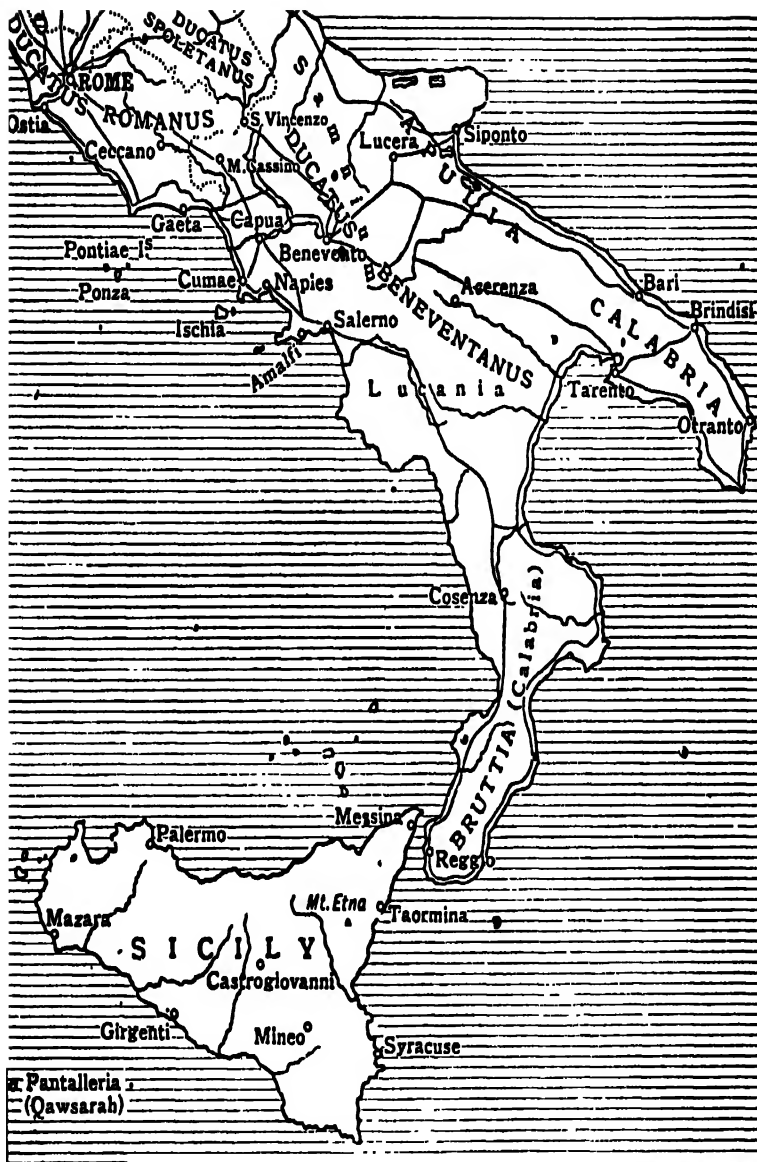 DUCATUS
SPOLETANUS
DUCATUS
ROMANUS
ROME
Ostia
Samnium
S. Vincenzo
Ceccano
M. Cassino
Lucera
Siponto
APULIA
DUCATUS
BENEVENTANUS
Gaeta
Capua
Benevento
Pontiae Is
Ponza
Cumae
Naples
Acerenza
Bari
Brindisi
Ischia
Salerno
Amalfi
CALABRIA
Lucania
Tarento
Otranto
Cosenza
BRUTTIA (Calabria)
Messina
Palermo
Reggio
Mt. Etna
Taormina
Mazara
SICILY
Castrogiovanni
Girgenti
Mineo
Syracuse
Pantalleria
(Qawsarah)